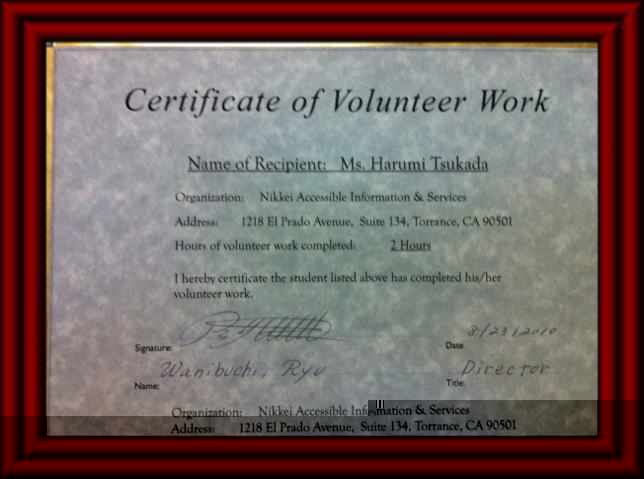 Certificate of Volunteer Work
Name of Recipient: Ms. Harumi Tsukada
Organization: Nikkei Accessible Information & Services
Address: 1218 El Prado Avenue, Suite 134, Torrance, CA 90501
Hours of volunteer work completed: 2 Hours
I hereby certificate the student listed above has completed his/her
volunteer work.
Signature: Date 8/23/2010
Name: Wanibuchi, Ryu Title: Director
Organization: Nikkei Accessible Information & Services
Address: 1218 El Prado Avenue, Suite 134, Torrance, CA 90501